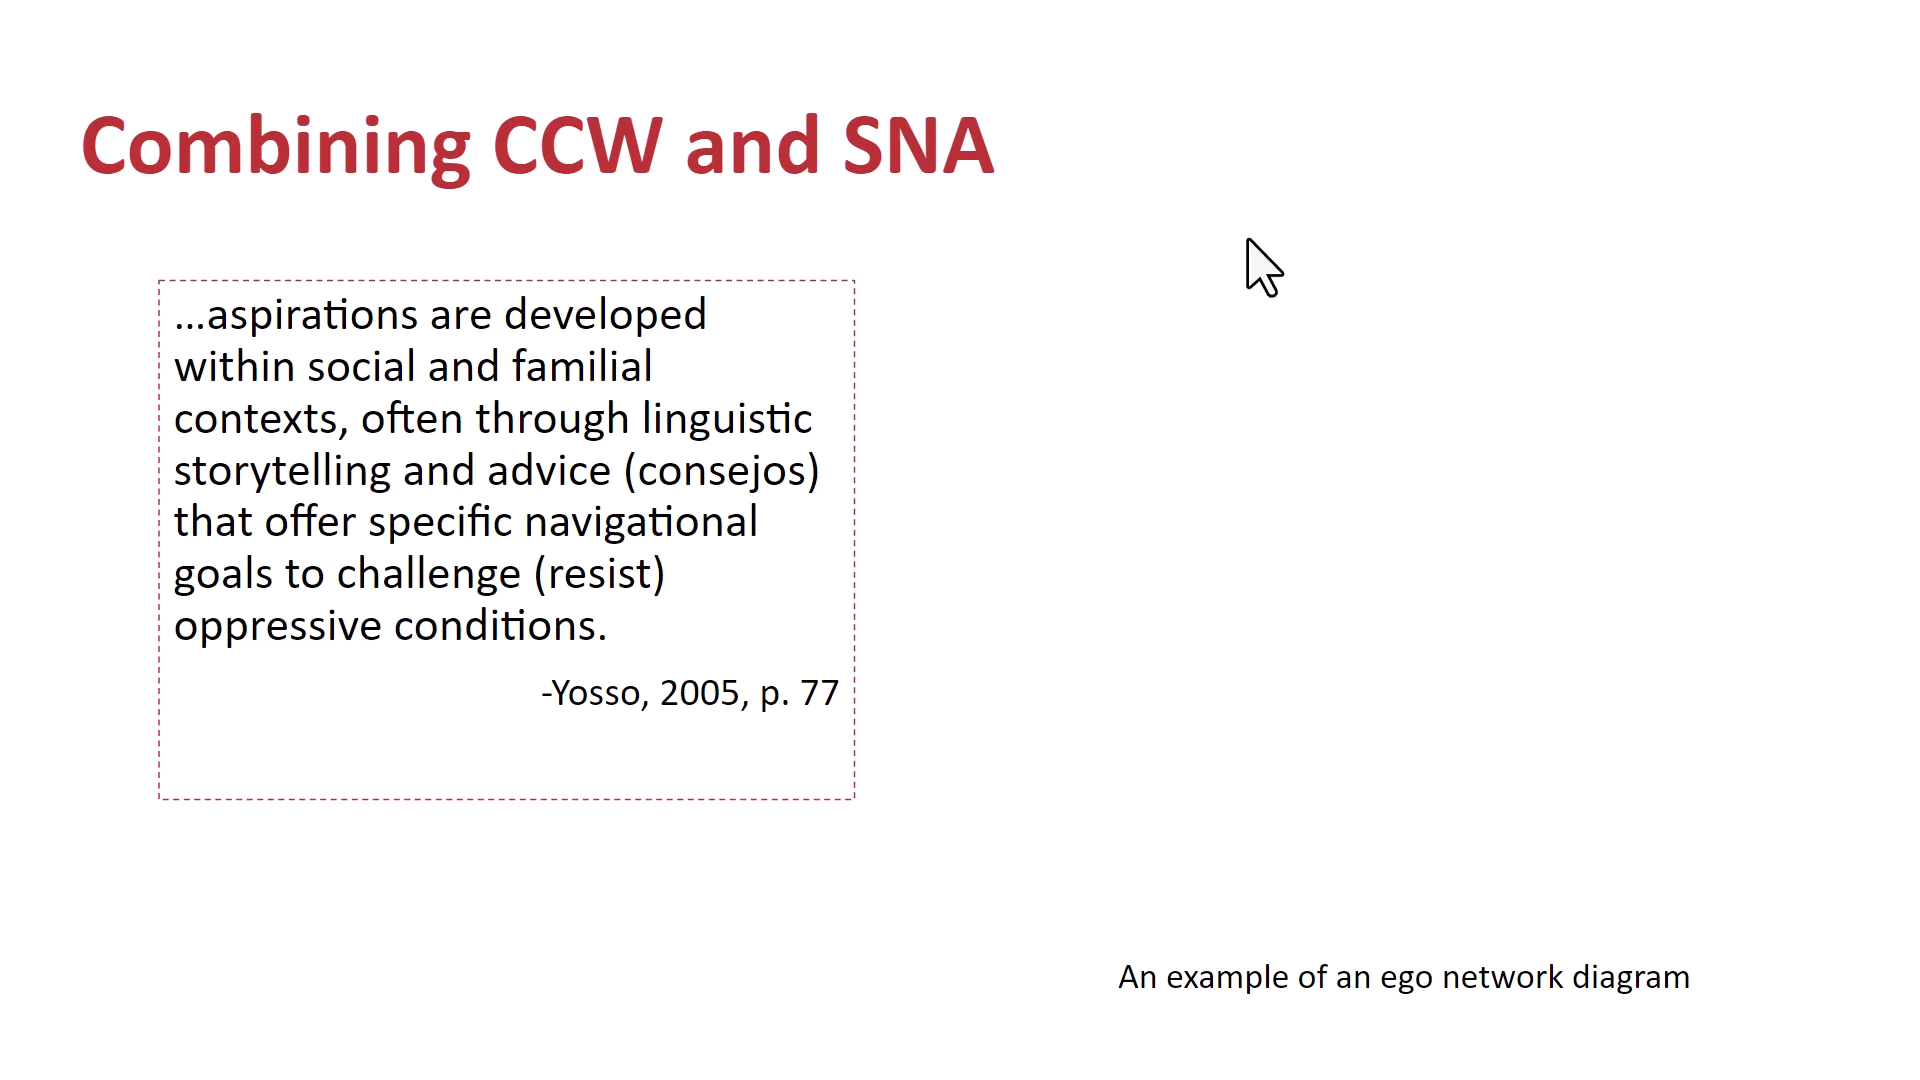 Combining CCW and SNA
…aspirations are developed
within social and familial
contexts, often through linguistic
storytelling and advice (consejos)
that offer specific navigational
goals to challenge (resist)
oppressive conditions.
-Yosso, 2005, p. 77
An example of an ego network diagram